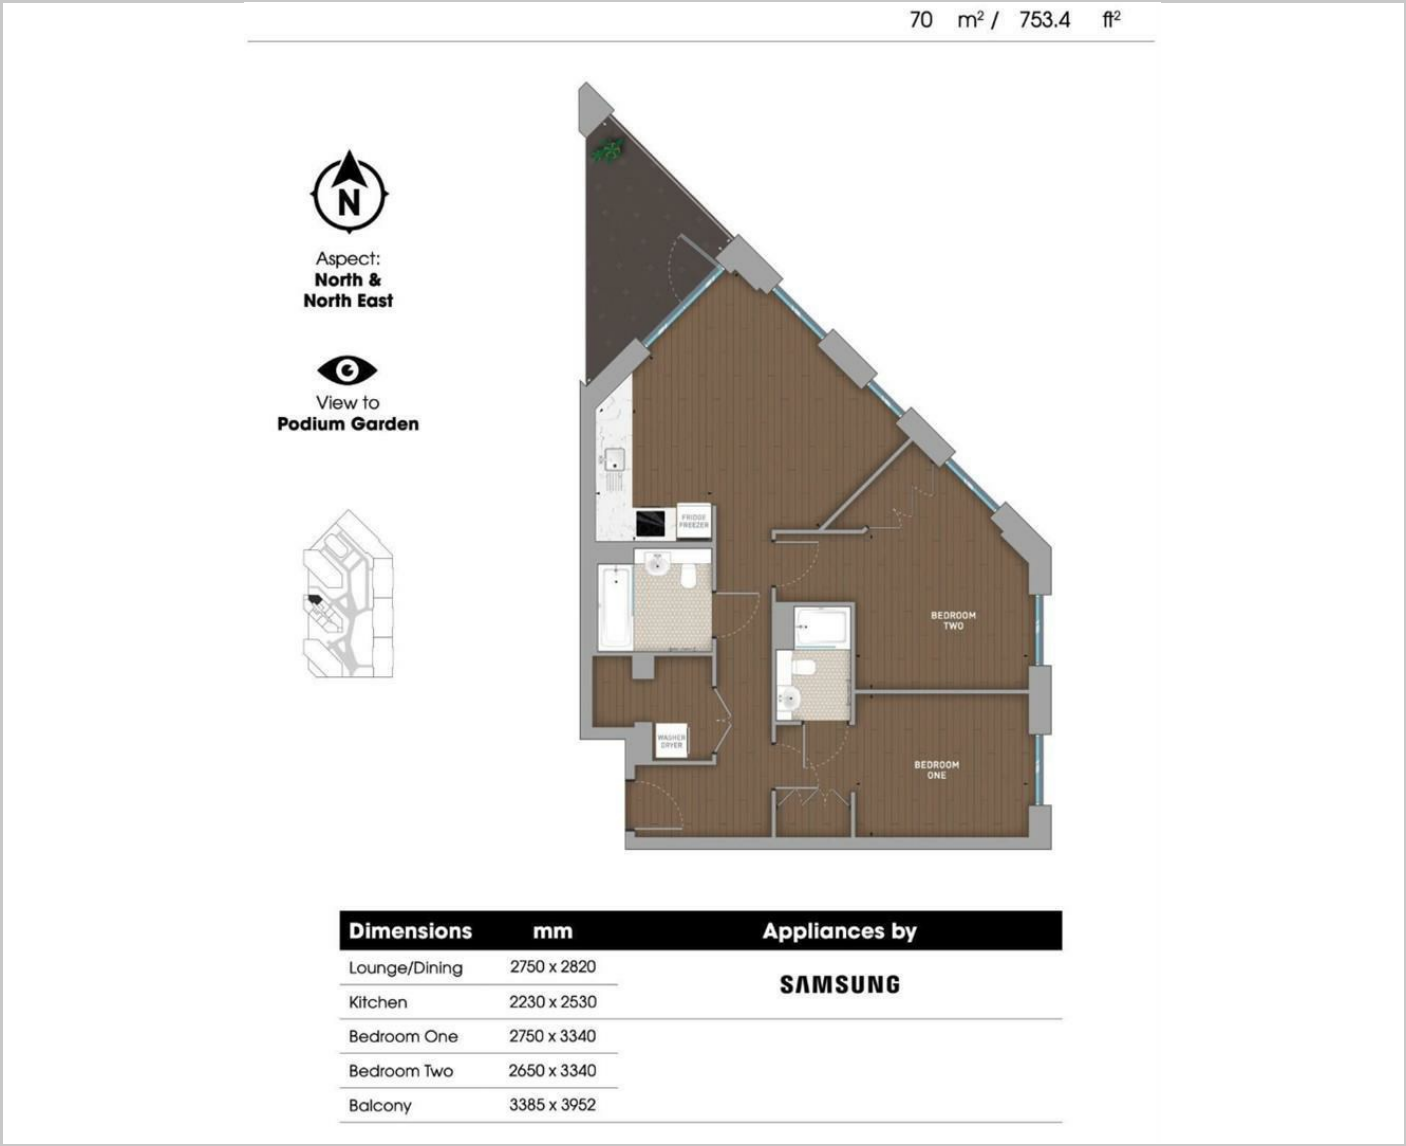 70 m² / 753.4 ft²
N
Aspect:
North &
North East
View to
Podium Garden
FRIDGE
FREEZER
BEDROOM
TWO
WASHER
DRYER
BEDROOM
ONE
Dimensions mm Appliances by
Lounge/Dining 2750 x 2820
SAMSUNG
Kitchen 2230 x 2530
Bedroom One 2750 x 3340
Bedroom Two 2650 x 3340
Balcony 3385 x 3952